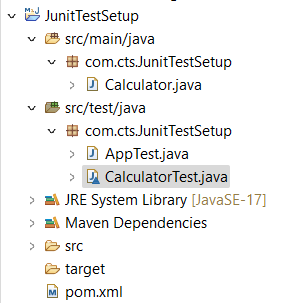 JunitTestSetup
src/main/java
com.cts.JunitTestSetup
Calculator.java
src/test/java
com.cts.JunitTestSetup
AppTest.java
CalculatorTest.java
JRE System Library [JavaSE-17]
Maven Dependencies
src
target
pom.xml